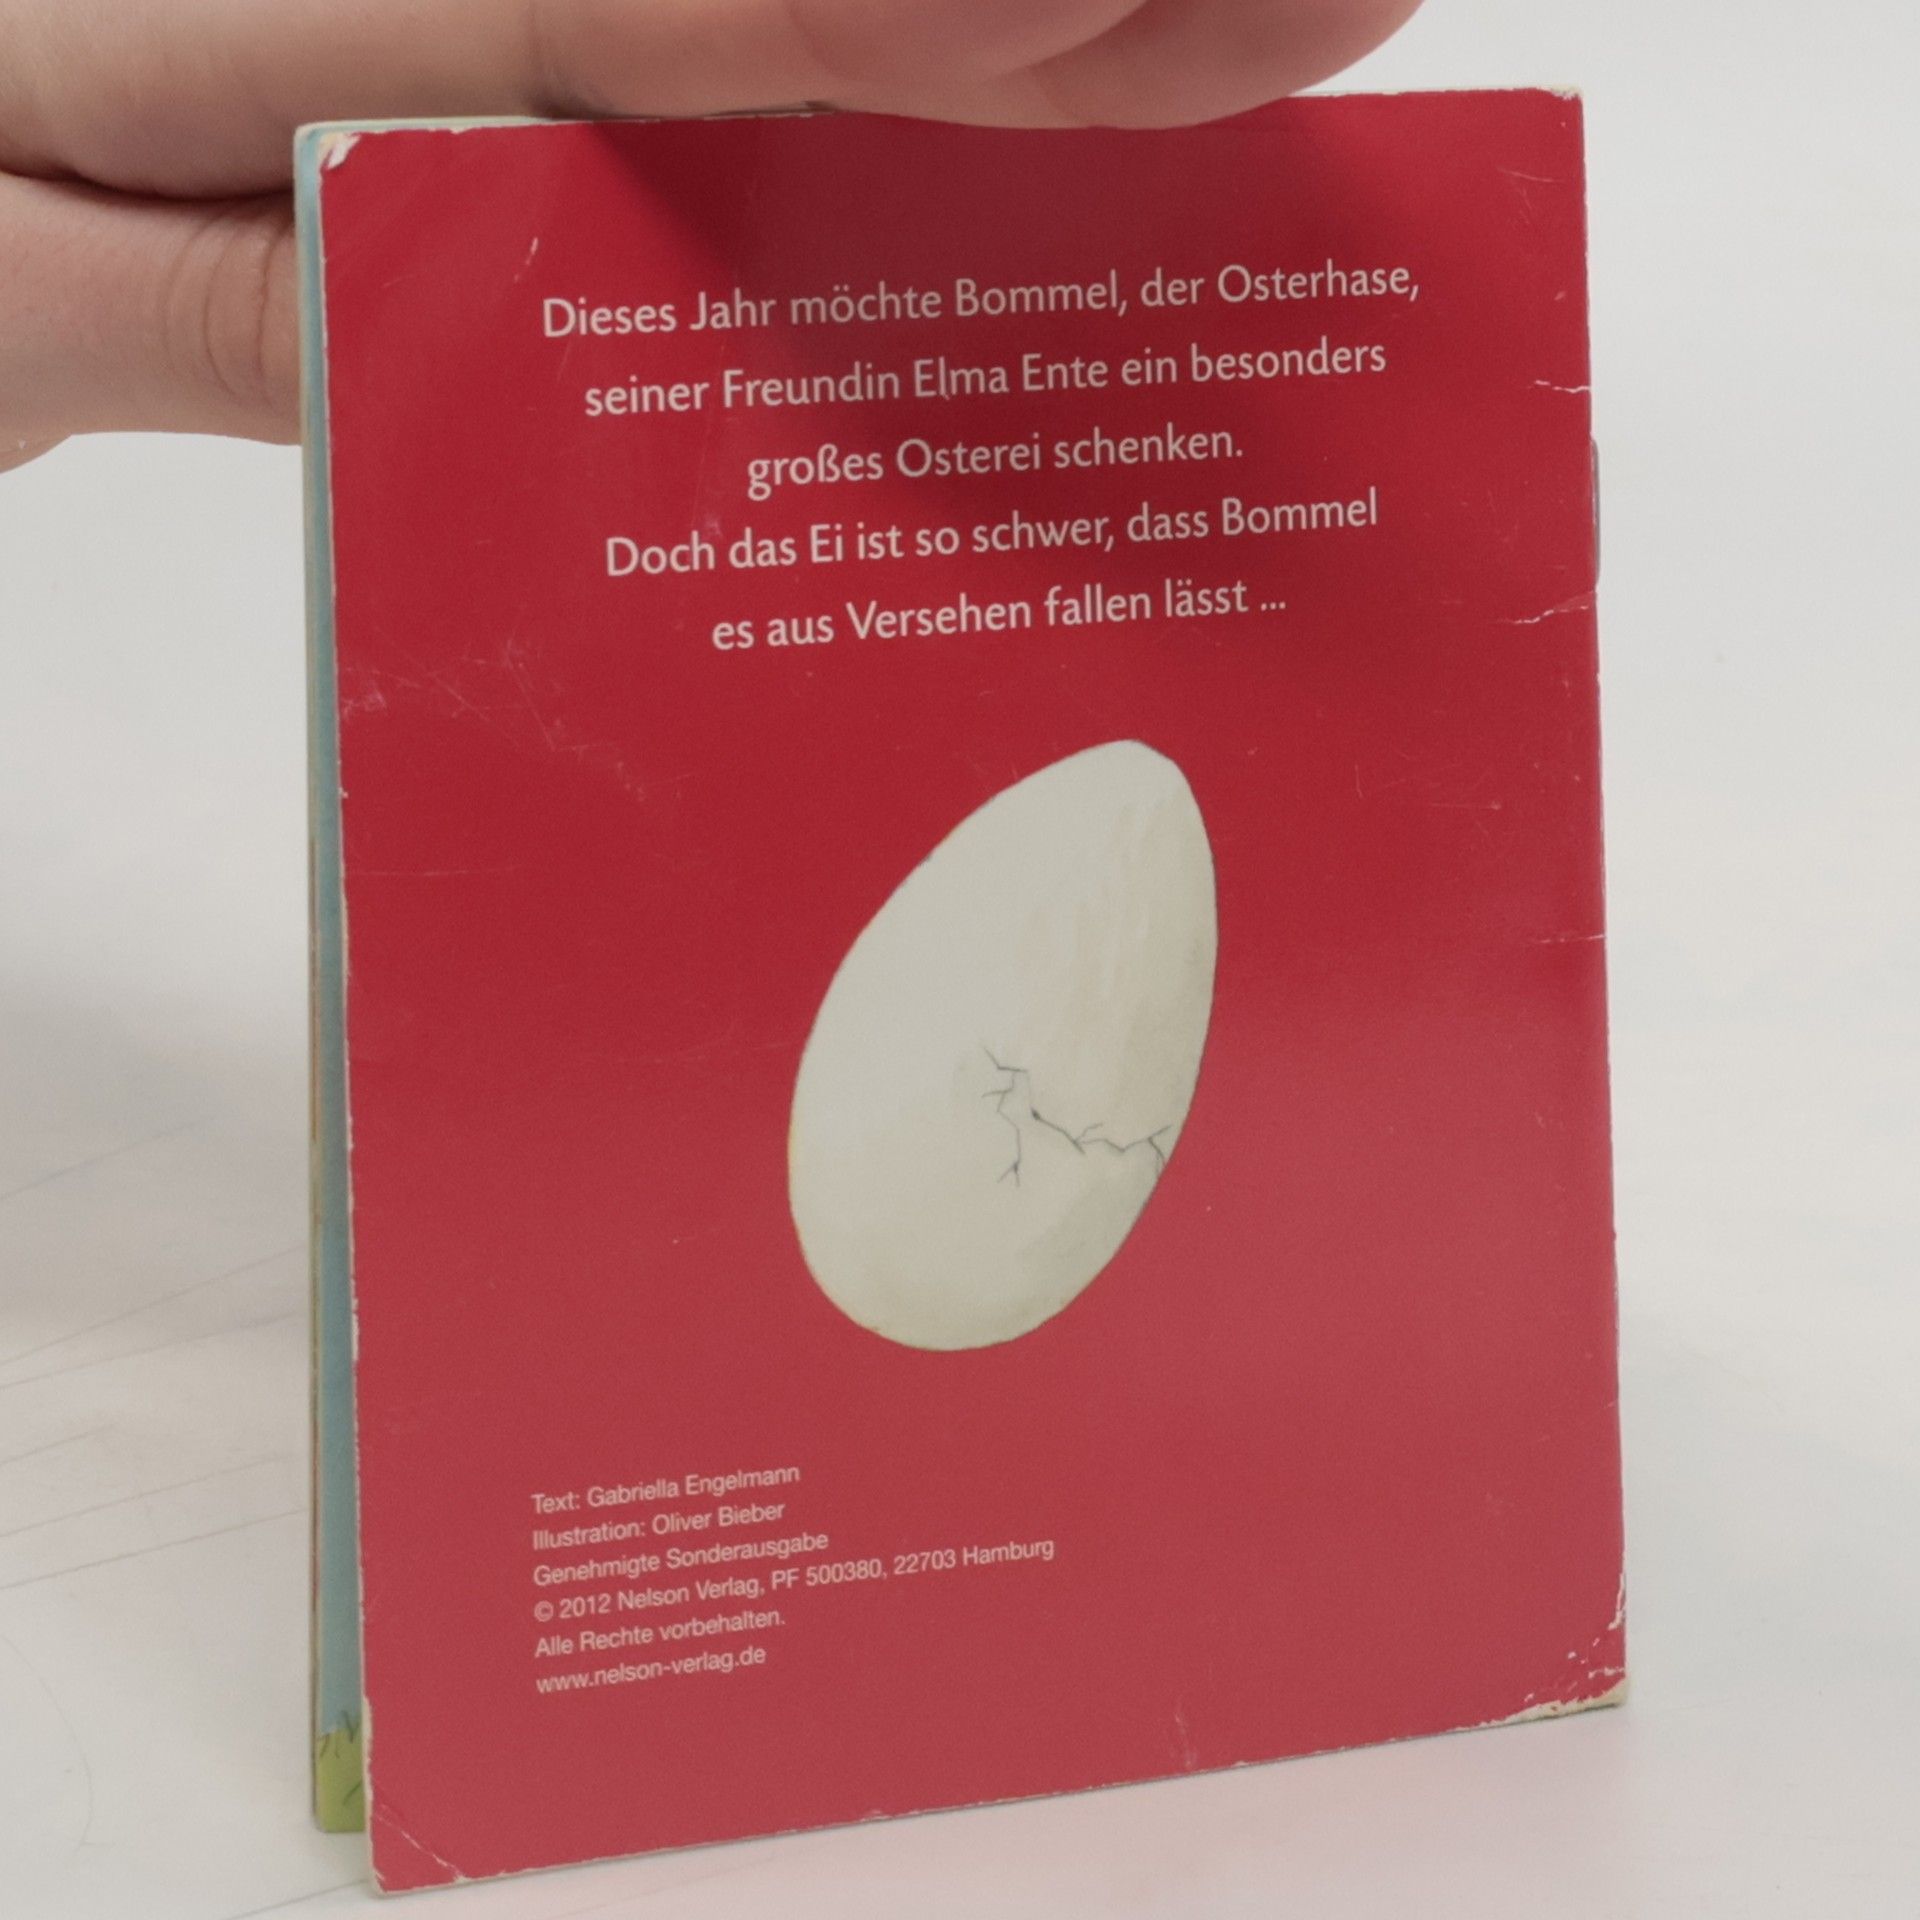 Dieses Jahr möchte Bommel, der Osterhase,
seiner Freundin Elma Ente ein besonders
großes Osterei schenken.
Doch das Ei ist so schwer, dass Bommel
es aus Versehen fallen lässt ...
Text: Gabriella Engelmann
Illustration: Oliver Bieber
Genehmigte Sonderausgabe
© 2012 Nelson Verlag, PF 500380, 22703 Hamburg
Alle Rechte vorbehalten.
www.nelson-verlag.de